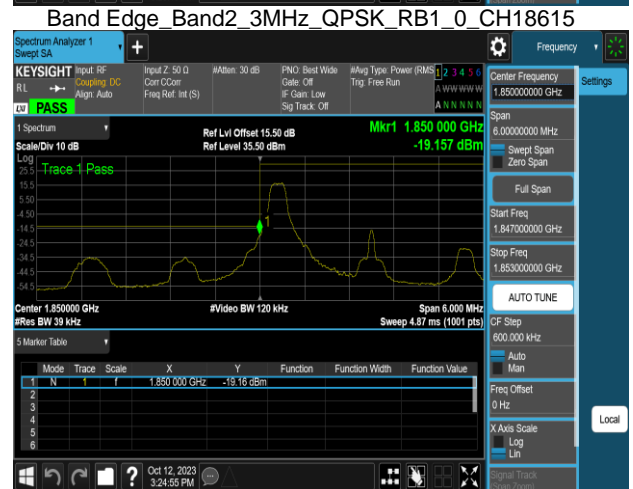 Band Edge_Band2_3MHz_QPSK_RB1_0_CH18615
Spectrum Analyzer 1
Swept SA
Frequency
KEYSIGHT
Input: RF
Input Z: 50 Ω
#Atten: 30 dB
PNO: Best Wide
#Avg Type: Power (RMS
1 2 3 4 5 6
RL
Coupling: DC
Corr CCorr
Gate: Off
Trig: Free Run
A W W W W W
Align: Auto
Freq Ref: Int (S)
IF Gain: Low
LXI
PASS
Sig Track: Off
A N N N N N
Center Frequency
1.850000000 GHz
Settings
Span
6.00000000 MHz
Swept Span
Zero Span
Full Span
Start Freq
1.847000000 GHz
Stop Freq
1.853000000 GHz
AUTO TUNE
CF Step
600.000 kHz
Auto
Man
Freq Offset
0 Hz
X Axis Scale
Log
Lin
Local
Signal Track
(Span Zoom)
1 Spectrum
Ref Lvl Offset 15.50 dB
Mkr1 1.850 000 GHz
Scale/Div 10 dB
Ref Level 35.50 dBm
-19.157 dBm
Log
Trace 1 Pass
25.5
15.5
5.50
-4.50
-14.5
-24.5
-34.5
-44.5
-54.5
1
Center 1.850000 GHz
#Video BW 120 kHz
Span 6.000 MHz
#Res BW 39 kHz
Sweep 4.87 ms (1001 pts)
5 Marker Table
Mode Trace Scale X Y Function Function Width Function Value
1 N 1 f 1.850 000 GHz -19.16 dBm
2
3
4
5
6
?
Oct 12, 2023
3:24:55 PM